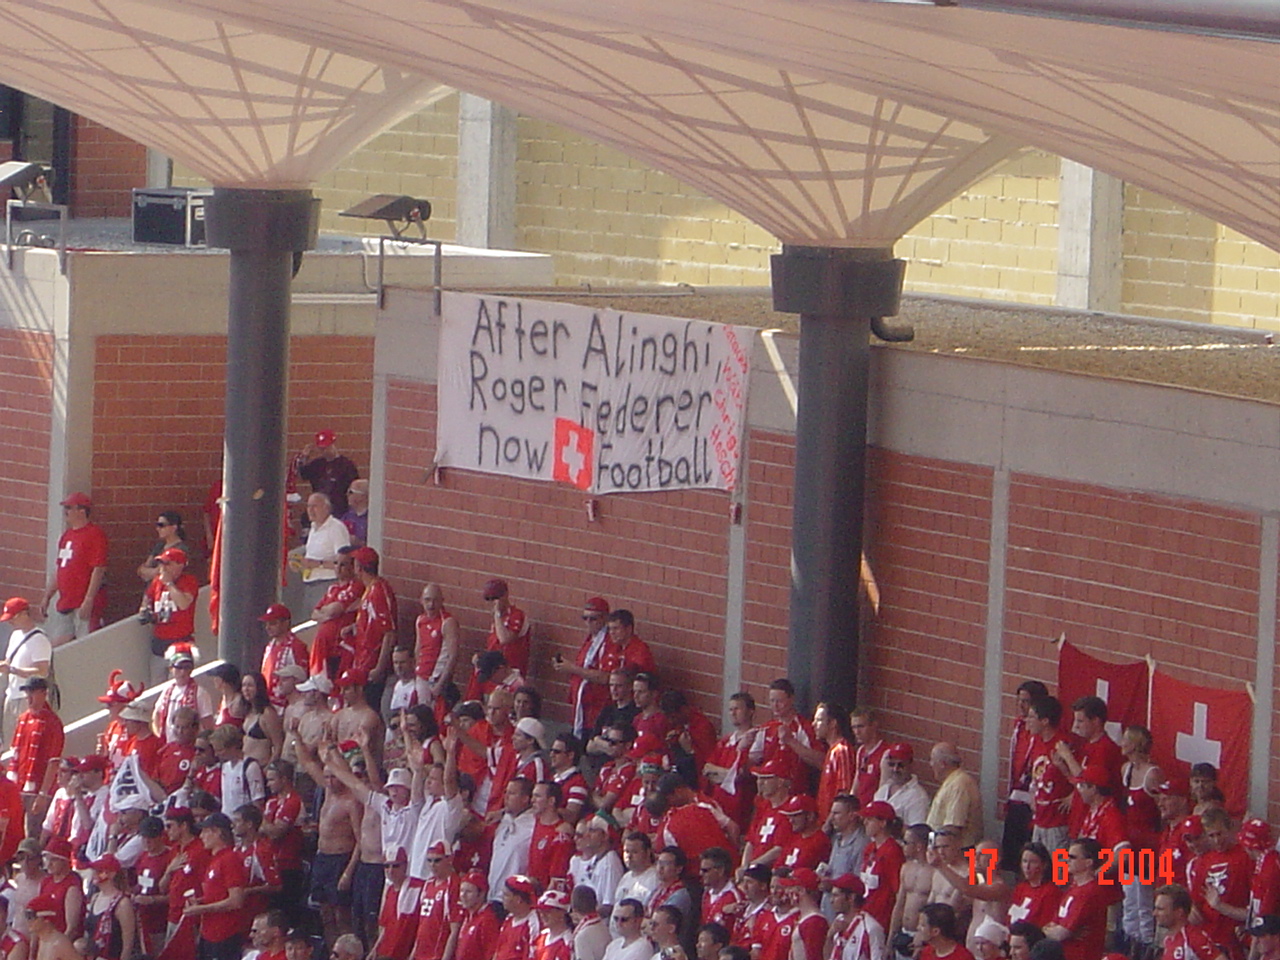 After Alinghi,
Roger Federer
now Football
17 6 2004